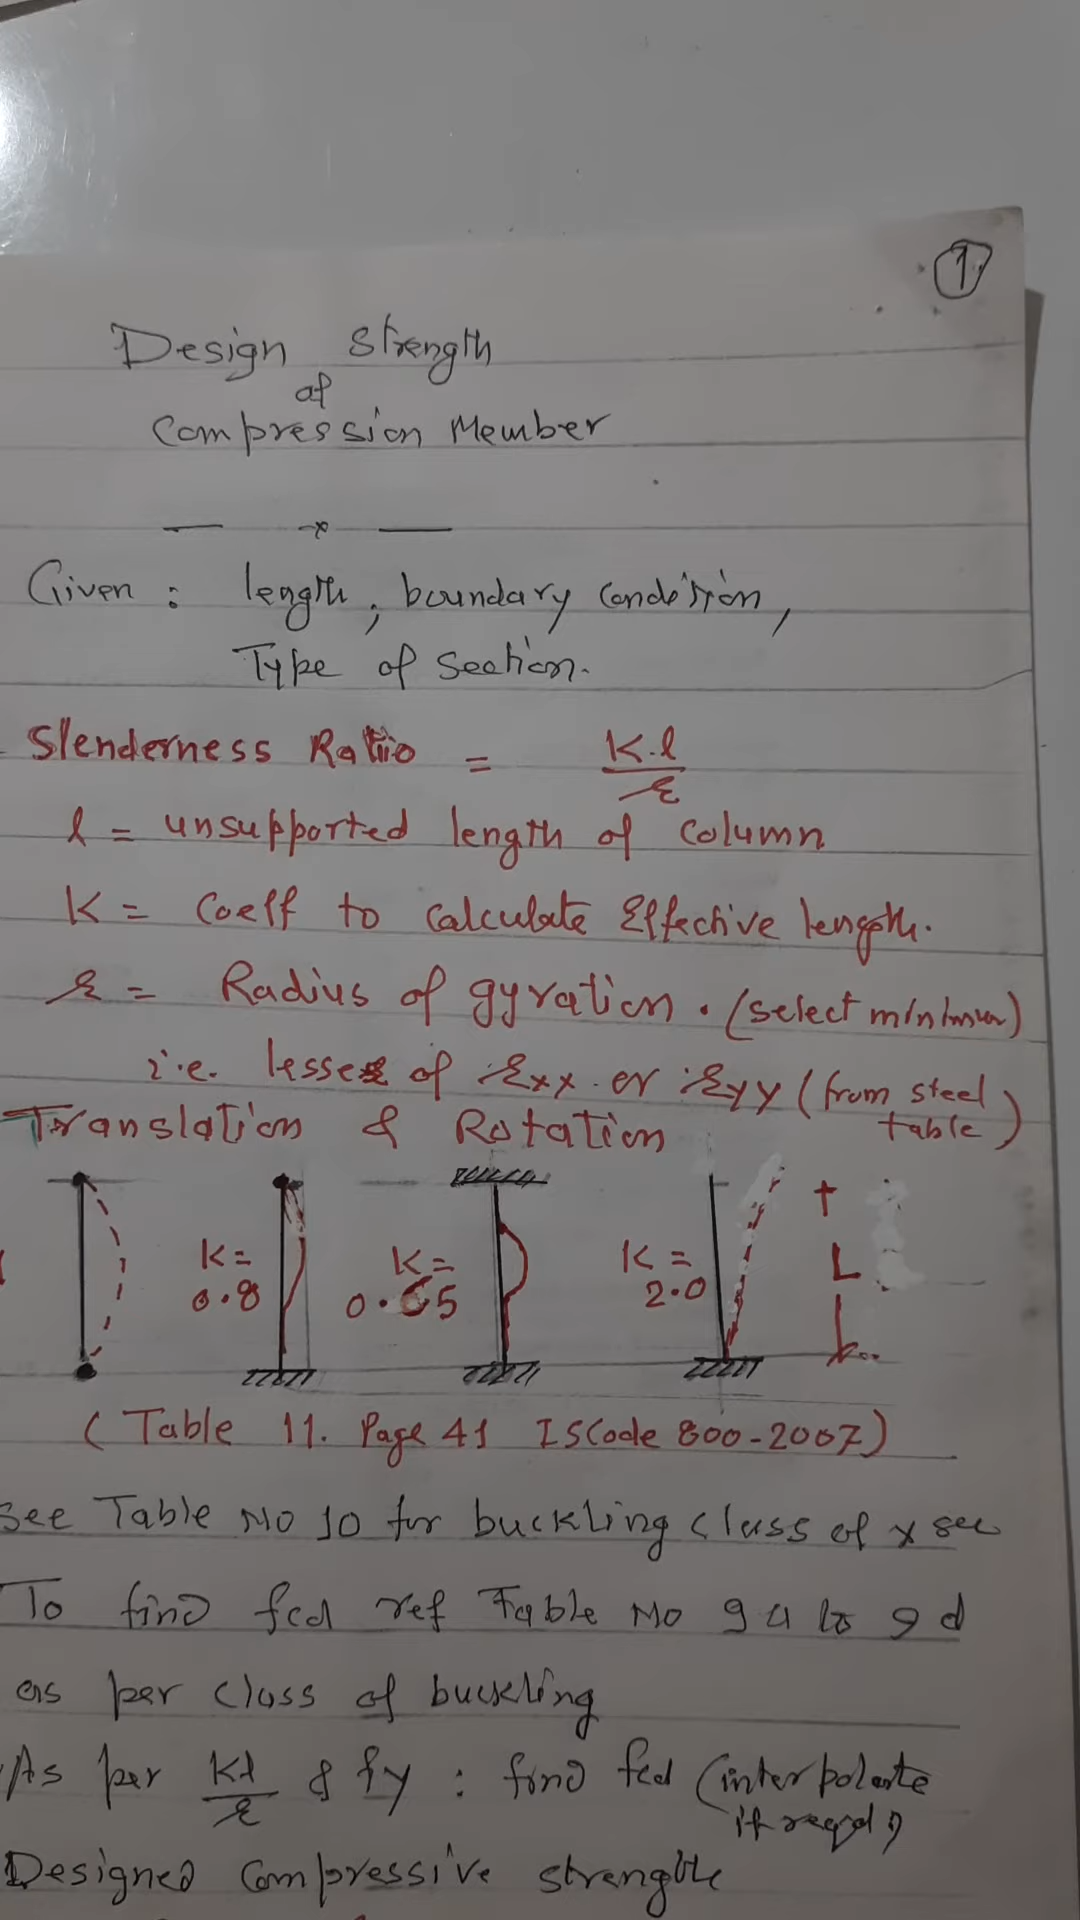 1
Design Strength
of
Compression Member
Given : length, boundary condition,
Type of section.
Slenderness Ratio = K.l/r
l = unsupported length of column
K = Coeff to calculate Effective length.
r = Radius of gyration. (select minimum)
i.e. lesser of rxx or ryy (from steel table)
Translation & Rotation
K = 0.8 K = 0.65 K = 2.0 L
(Table 11. Page 41 IS Code 800-2007)
See Table No 10 for buckling class of x sec
To find fcd ref Table No 9a to 9d
as per class of buckling
As per Kl/r & fy : find fcd (interpolate if reqd)
Designed compressive strength